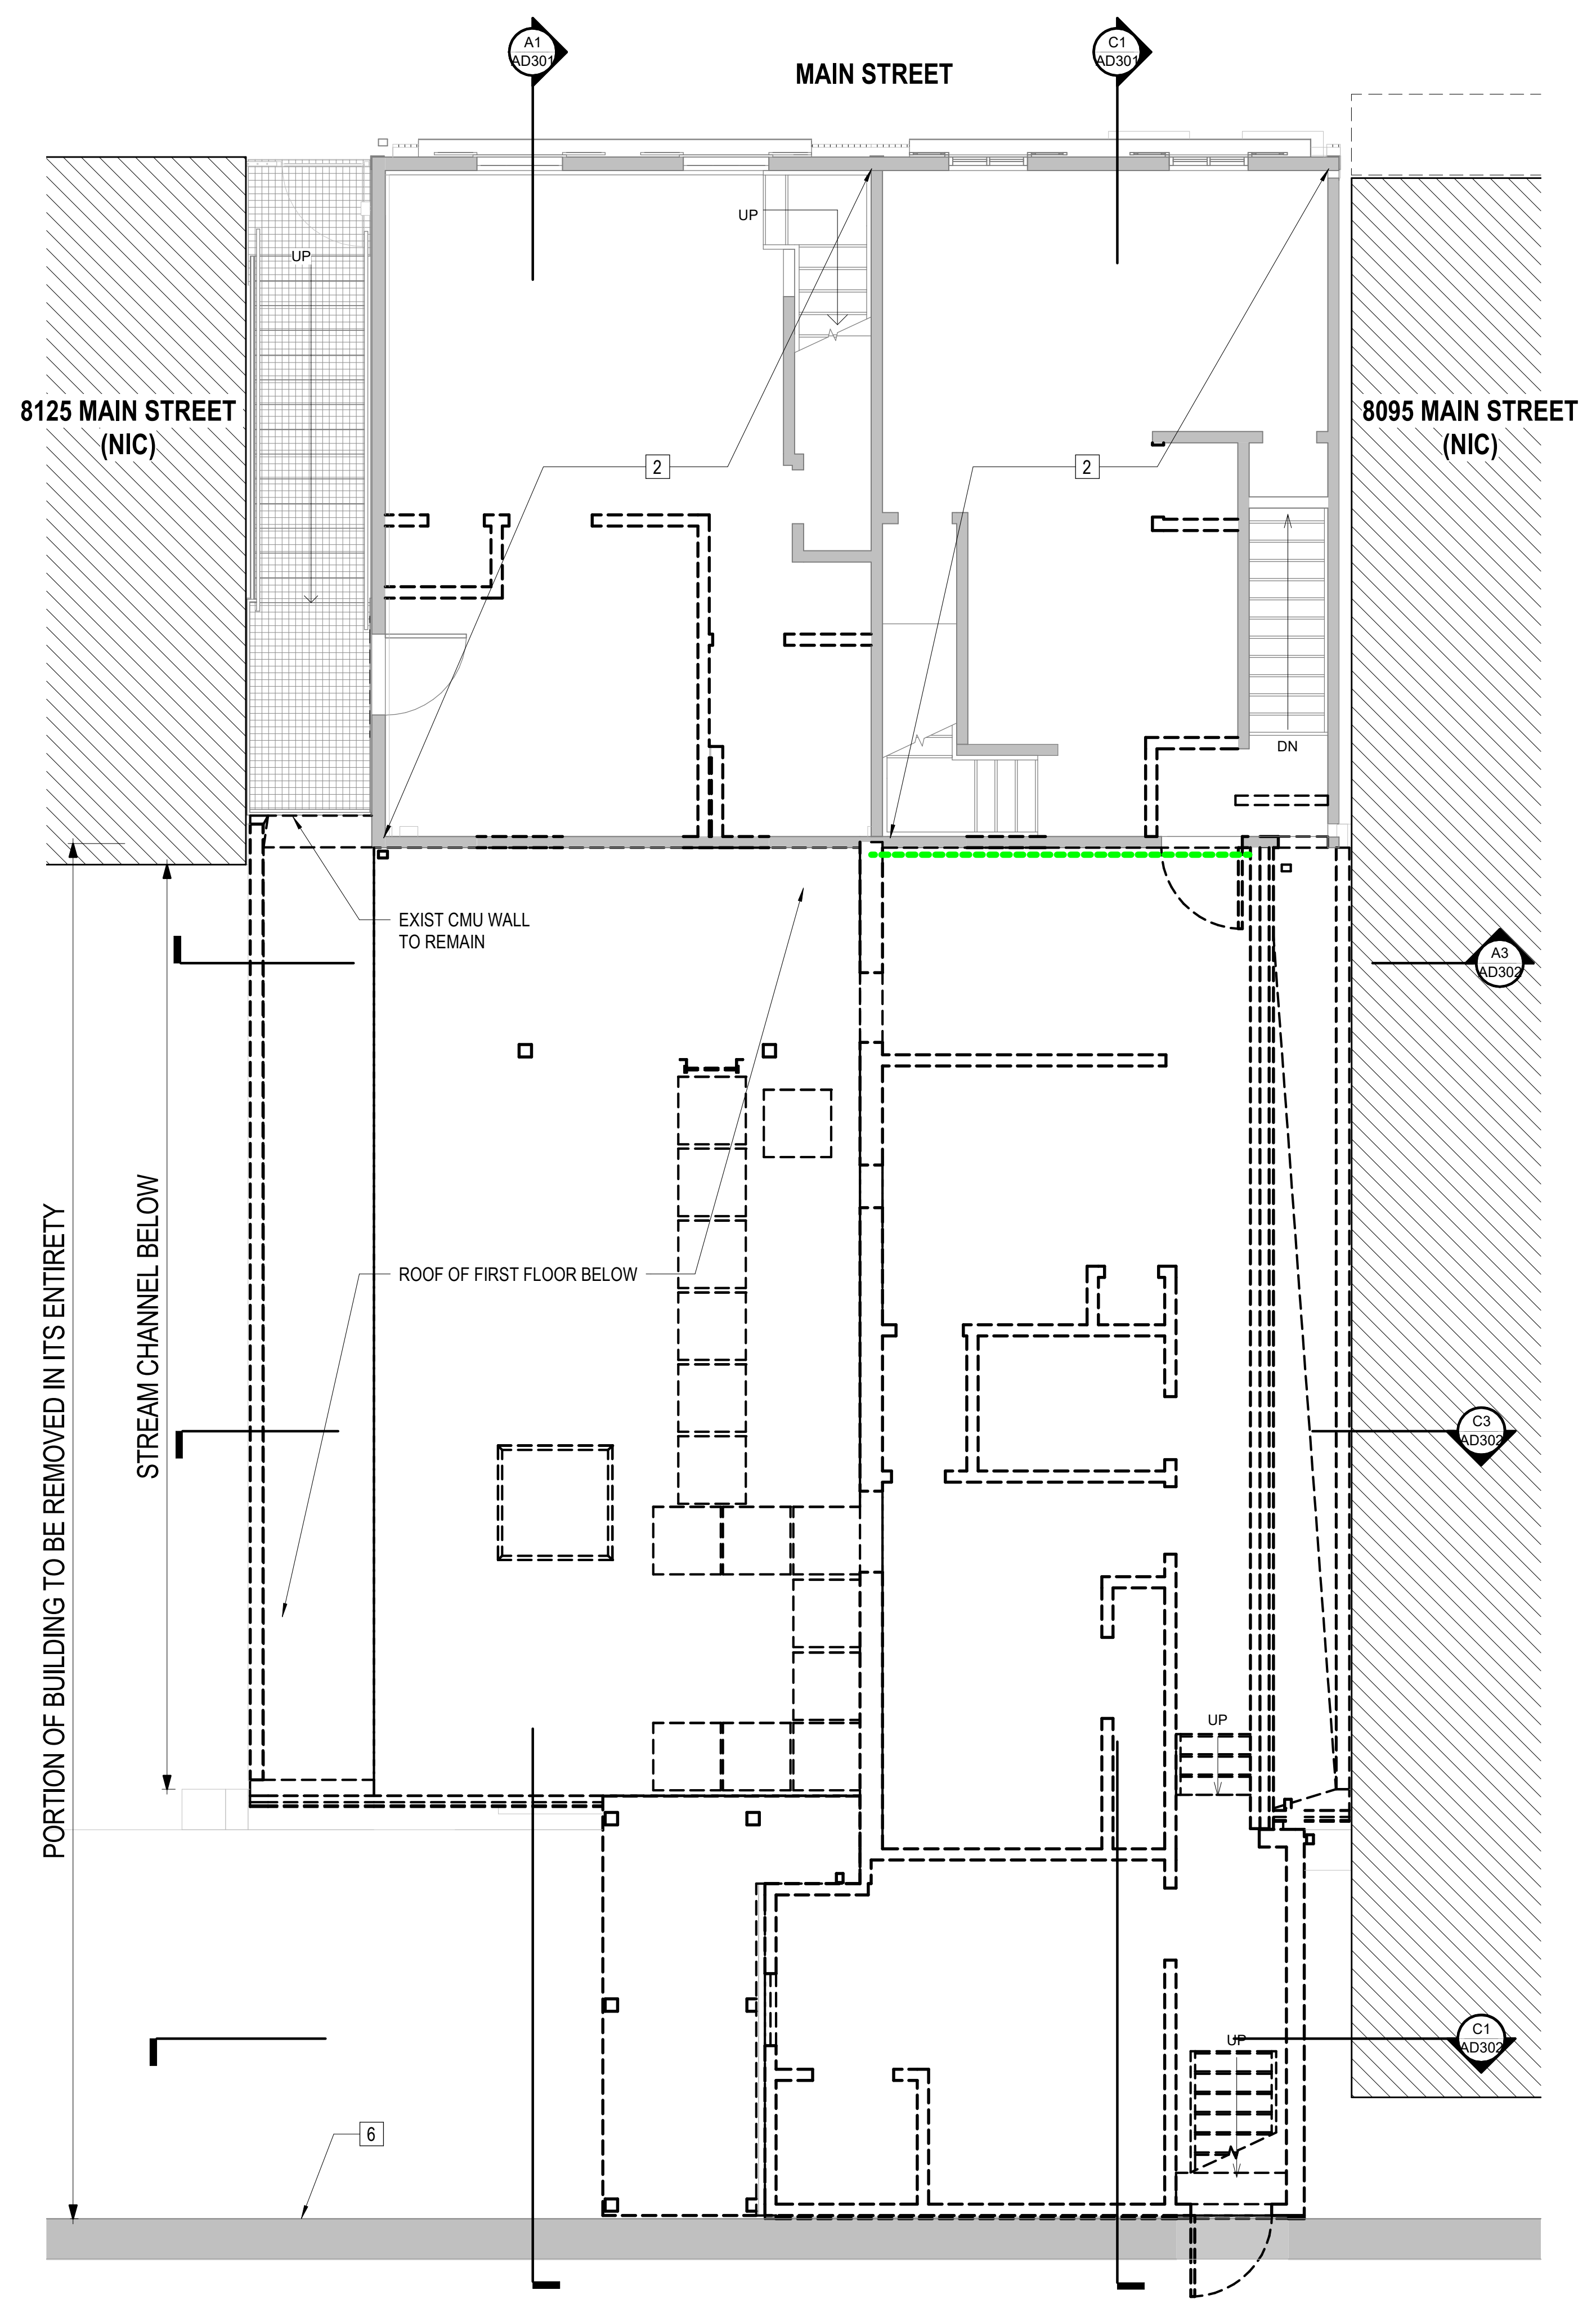 A1
AD301
C1
AD301
MAIN STREET
UP
UP
8125 MAIN STREET
(NIC)
8095 MAIN STREET
(NIC)
2
2
DN
EXIST CMU WALL
TO REMAIN
A3
AD302
ROOF OF FIRST FLOOR BELOW
STREAM CHANNEL BELOW
PORTION OF BUILDING TO BE REMOVED IN ITS ENTIRETY
C3
AD302
UP
C1
AD302
UP
6